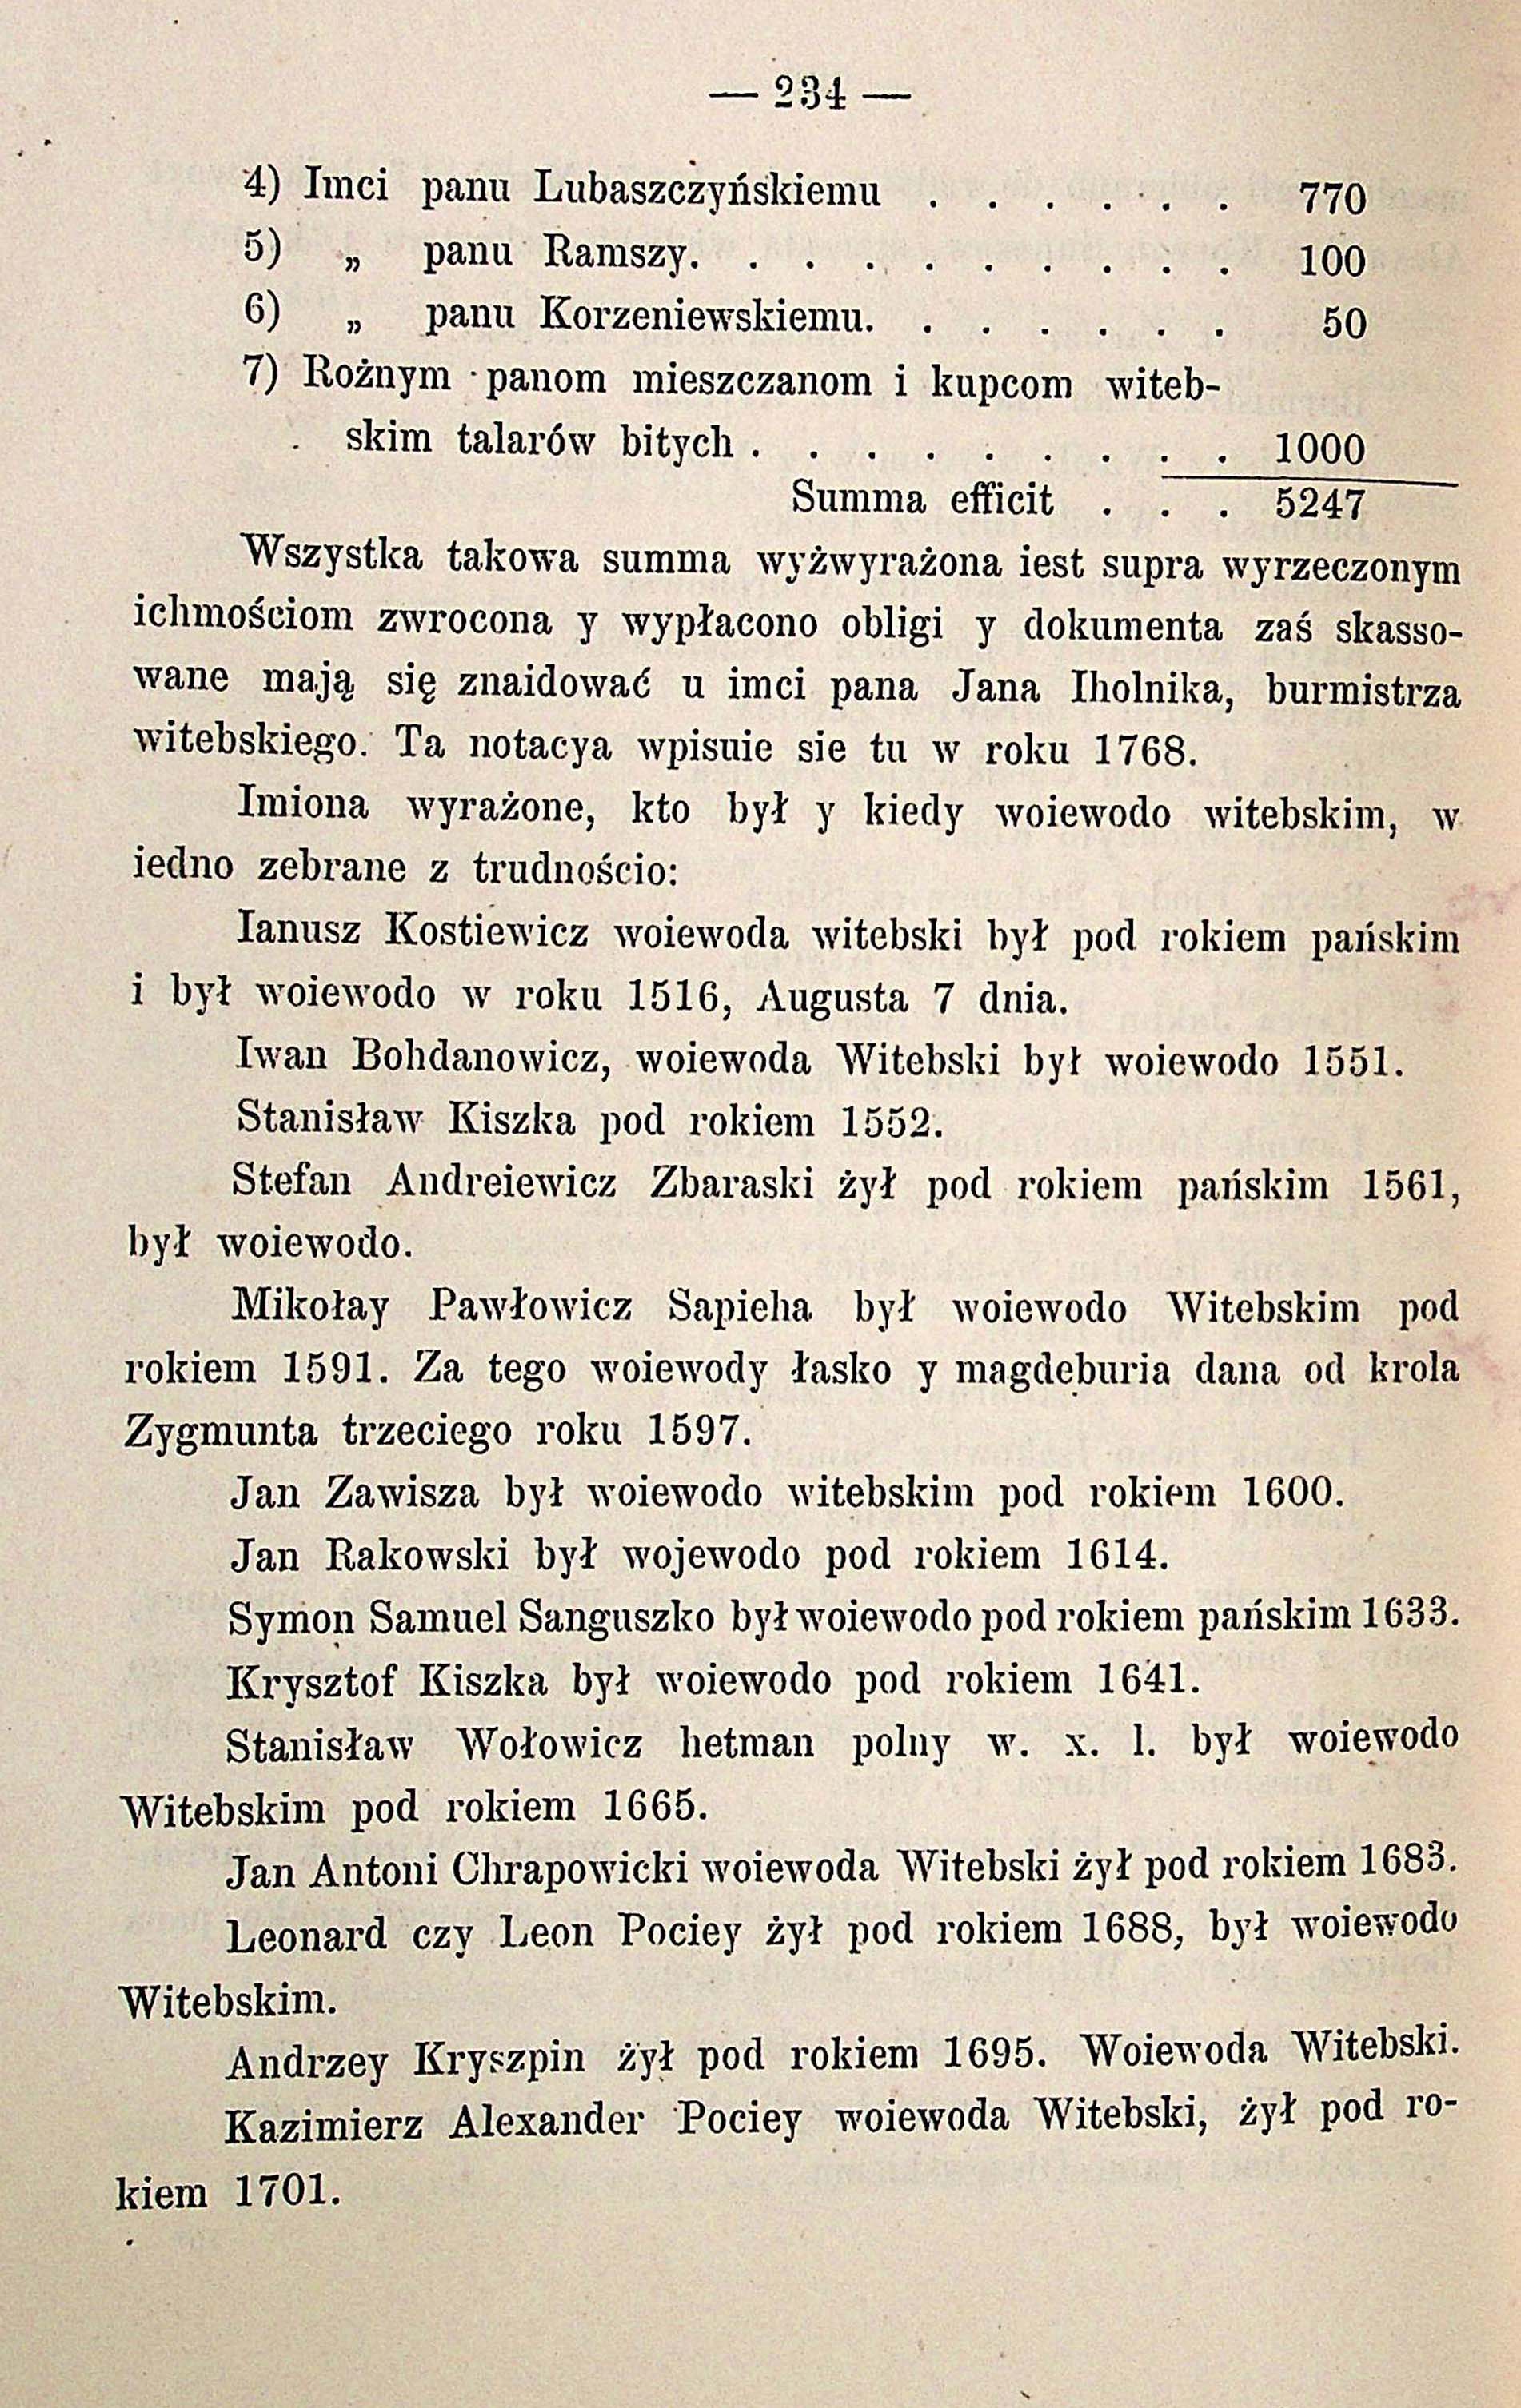 — 234 —
4) Imci panu Lubaszczyńskiemu . . . . . . 770
5) „ panu Ramszy. . . . . . . . . . 100
6) „ panu Korzeniewskiemu. . . . . . . 50
7) Rożnym panom mieszczanom i kupcom witeb-
skim talarów bitych . . . . . . . . . 1000
Summa efficit . . . 5247
Wszystka takowa summa wyżwyrażona iest supra wyrzeczonym
ichmościom zwrocona y wypłacono obligi y dokumenta zaś skasso-
wane mają się znaidować u imci pana Jana Iholnika, burmistrza
witebskiego. Ta notacya wpisuie sie tu w roku 1768.
Imiona wyrażone, kto był y kiedy woiewodo witebskim, w
iedno zebrane z trudnościo:
Ianusz Kostiewicz woiewoda witebski był pod rokiem pańskim
i był woiewodo w roku 1516, Augusta 7 dnia.
Iwan Bohdanowicz, woiewoda Witebski był woiewodo 1551.
Stanisław Kiszka pod rokiem 1552.
Stefan Andreiewicz Zbaraski żył pod rokiem pańskim 1561,
był woiewodo.
Mikołay Pawłowicz Sapieha był woiewodo Witebskim pod
rokiem 1591. Za tego woiewody łasko y magdeburia dana od krola
Zygmunta trzeciego roku 1597.
Jan Zawisza był woiewodo witebskim pod rokiem 1600.
Jan Rakowski był wojewodo pod rokiem 1614.
Symon Samuel Sanguszko był woiewodo pod rokiem pańskim 1633.
Krysztof Kiszka był woiewodo pod rokiem 1641.
Stanisław Wołowicz hetman polny w. x. l. był woiewodo
Witebskim pod rokiem 1665.
Jan Antoni Chrapowicki woiewoda Witebski żył pod rokiem 1683.
Leonard czy Leon Pociey żył pod rokiem 1688, był woiewodo
Witebskim.
Andrzey Kryszpin żył pod rokiem 1695. Woiewoda Witebski.
Kazimierz Alexander Pociey woiewoda Witebski, żył pod ro-
kiem 1701.